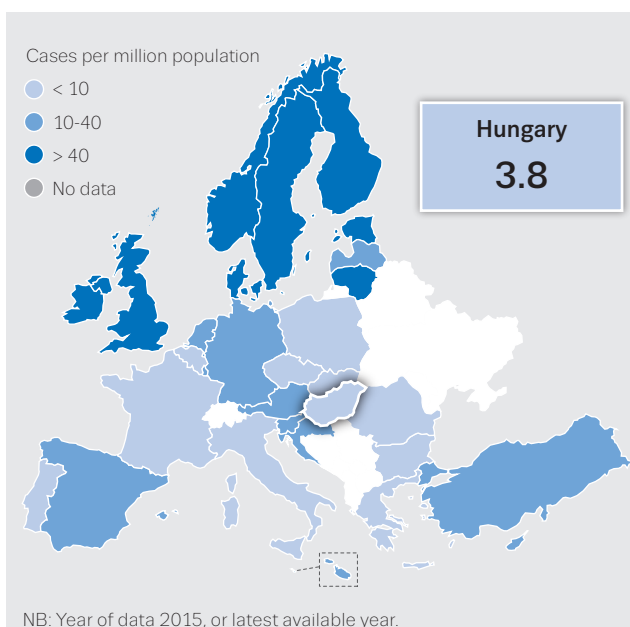 Cases per million population
< 10
10-40
> 40
No data
Hungary
3.8
NB: Year of data 2015, or latest available year.